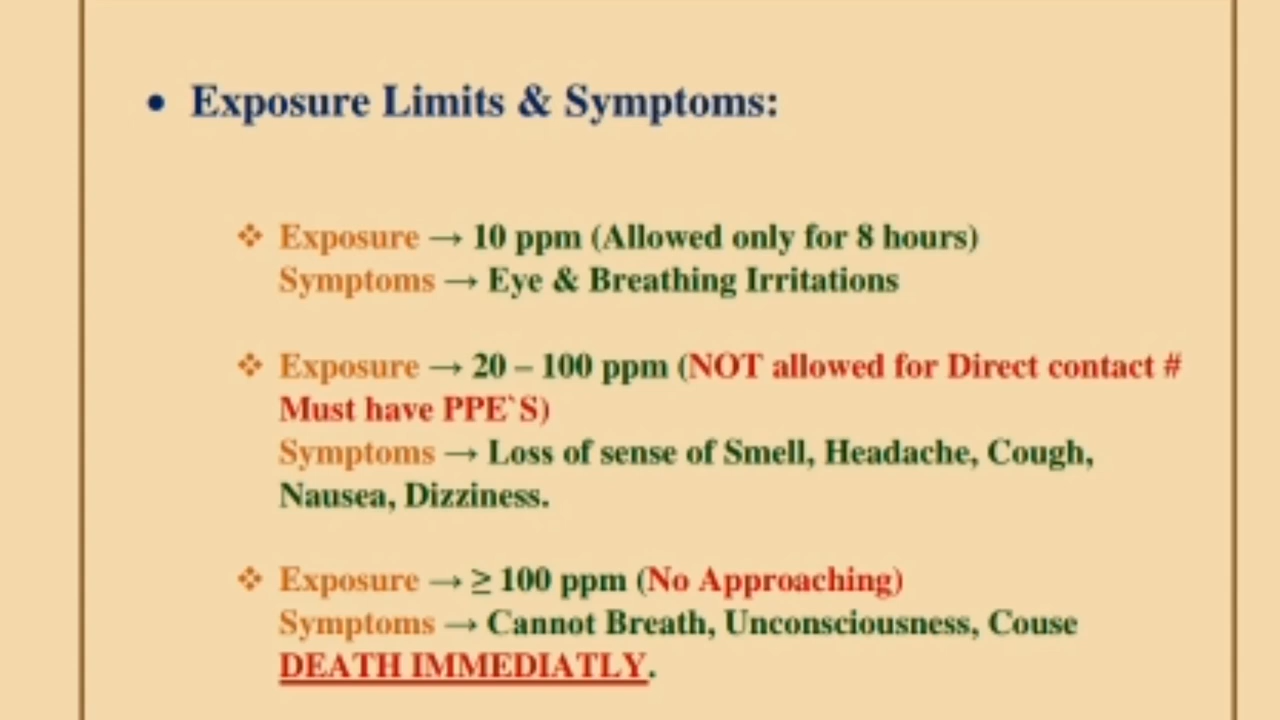 • Exposure Limits & Symptoms:
❖ Exposure → 10 ppm (Allowed only for 8 hours)
Symptoms → Eye & Breathing Irritations
❖ Exposure → 20 – 100 ppm (NOT allowed for Direct contact #
Must have PPE`S)
Symptoms → Loss of sense of Smell, Headache, Cough,
Nausea, Dizziness.
❖ Exposure → ≥ 100 ppm (No Approaching)
Symptoms → Cannot Breath, Unconsciousness, Couse
DEATH IMMEDIATLY.